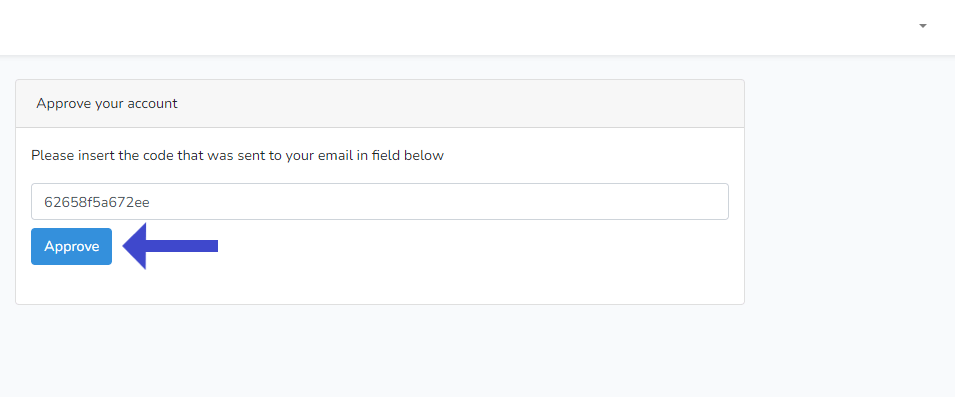 Approve your account
Please insert the code that was sent to your email in field below
62658f5a672ee
Approve